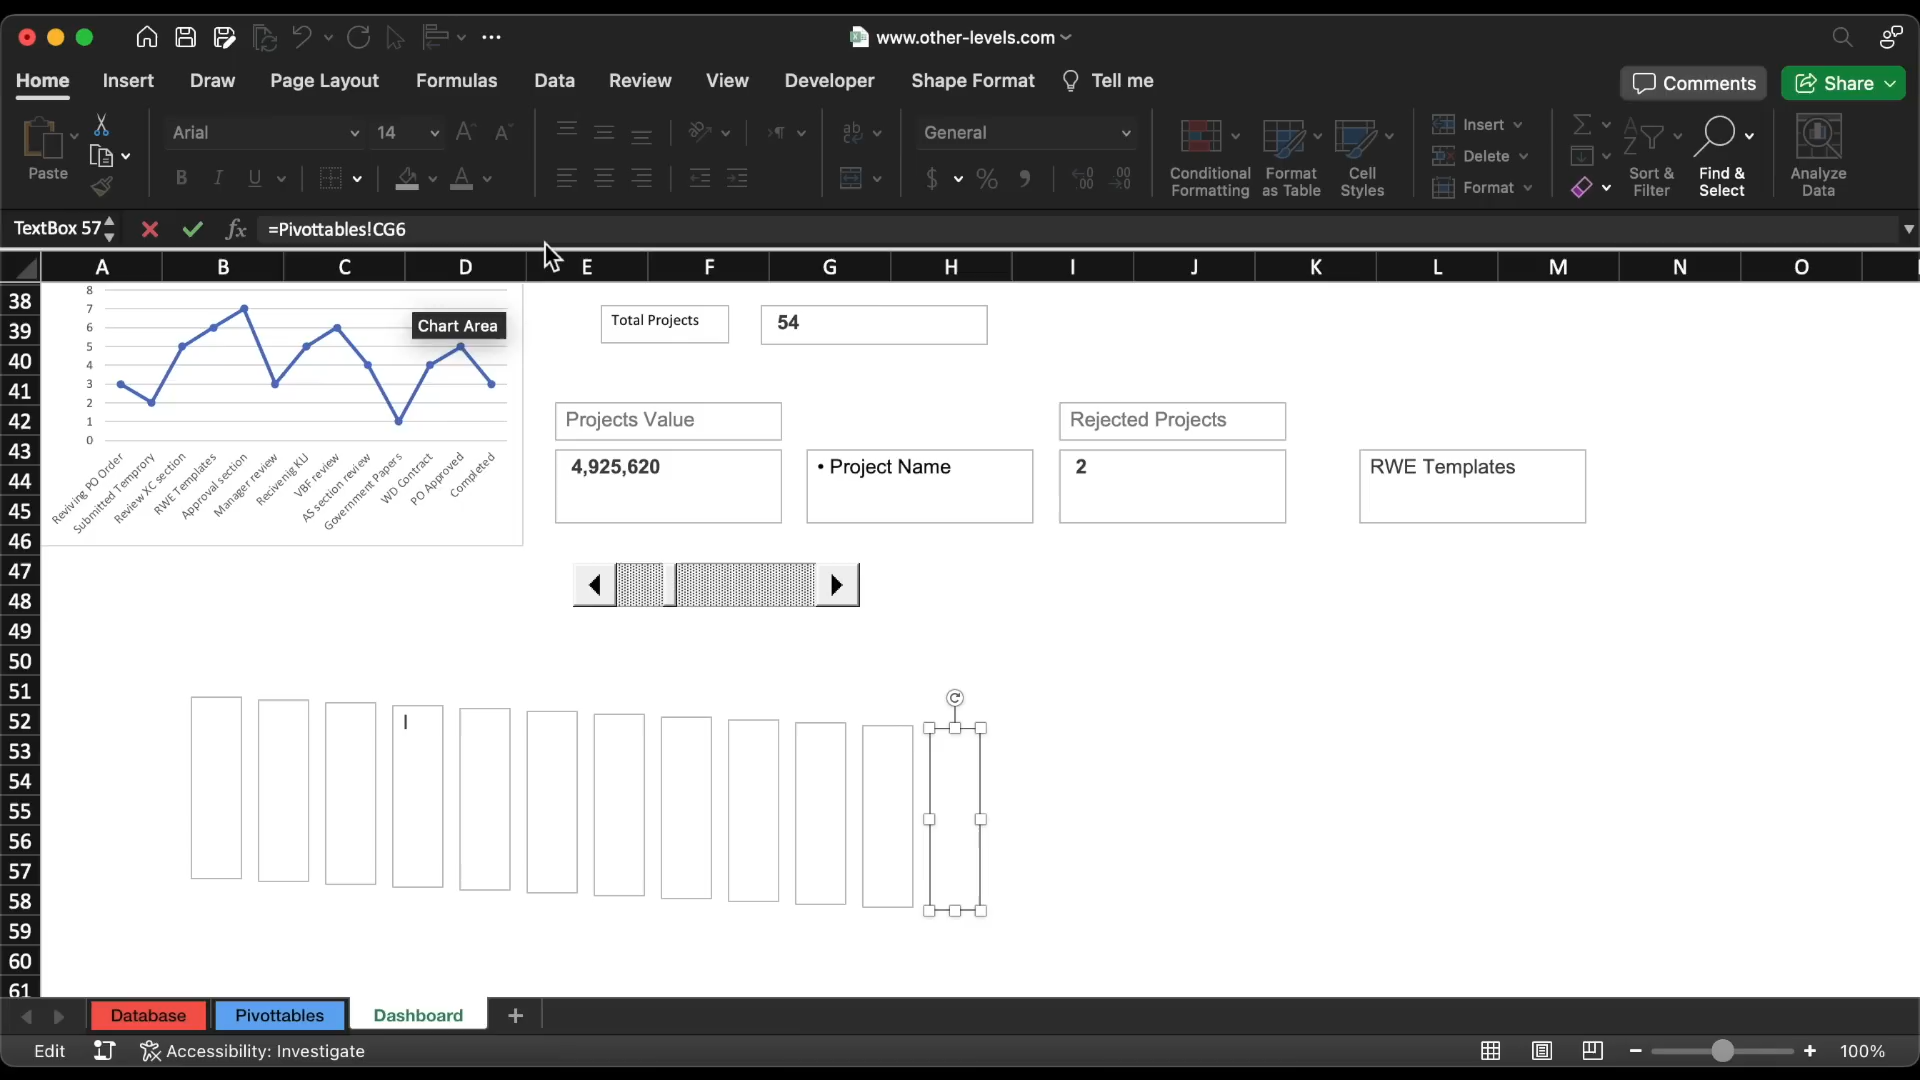 www.other-levels.com
Home Insert Draw Page Layout Formulas Data Review View Developer Shape Format Tell me
Comments Share
Paste
Arial 14
General
Conditional Formatting
Format as Table
Cell Styles
Insert
Delete
Format
Sort & Filter
Find & Select
Analyze Data
TextBox 57 fx =Pivottables!CG6
A B C D E F G H I J K L M N O
38
39
40
41
42
43
44
45
46
47
48
49
50
51
52
53
54
55
56
57
58
59
60
61
8
7
6
5
4
3
2
1
0
Chart Area
Reviving PO Order
Submitted Temprory
Review XC section
RWE Templates
Approval section
Manager review
Recivenig KU
VBF review
AS section review
Government Papers
WD Contract
PO Approved
Completed
Total Projects
54
Projects Value
4,925,620
• Project Name
Rejected Projects
2
RWE Templates
I
Database Pivottables Dashboard +
Edit Accessibility: Investigate 100%